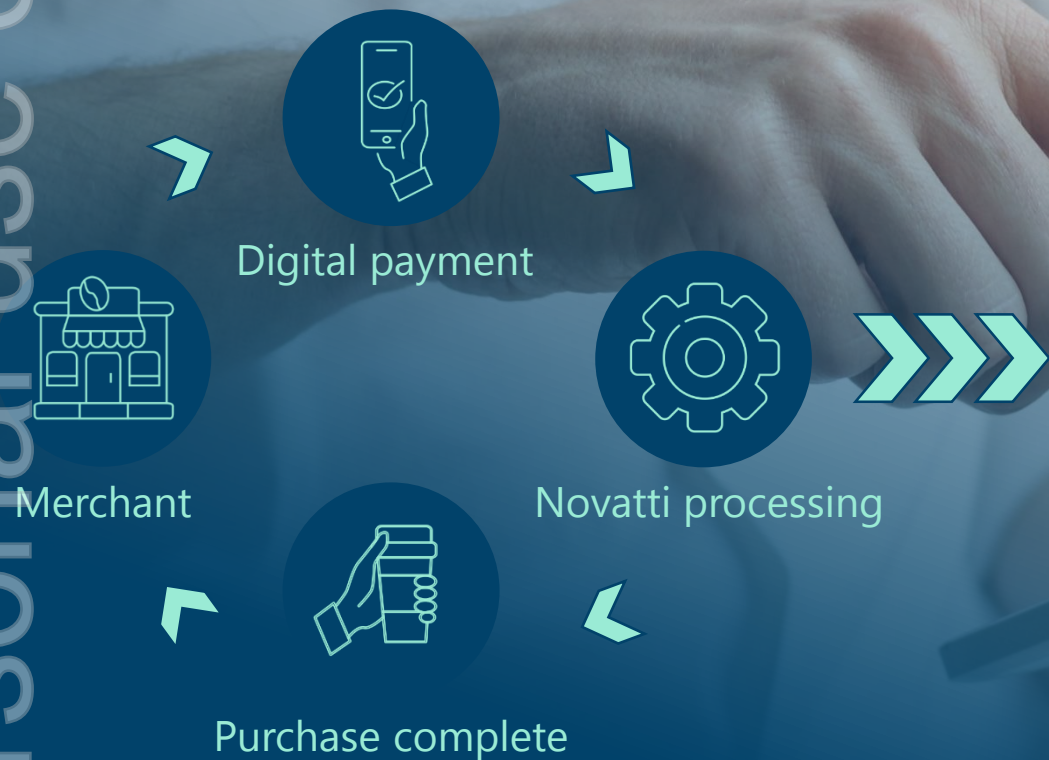 Digital payment
Merchant
Novatti processing
Purchase complete